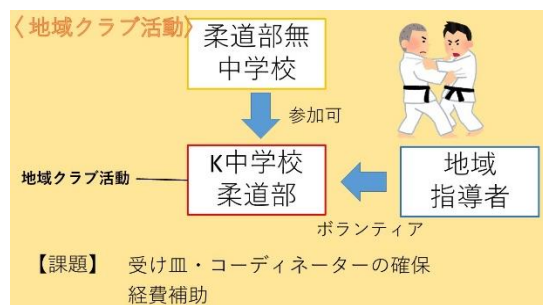 〈地域クラブ活動〉
柔道部無
中学校
参加可
K中学校
柔道部
地域クラブ活動
地域
指導者
ボランティア
【課題】 受け皿・コーディネーターの確保
経費補助